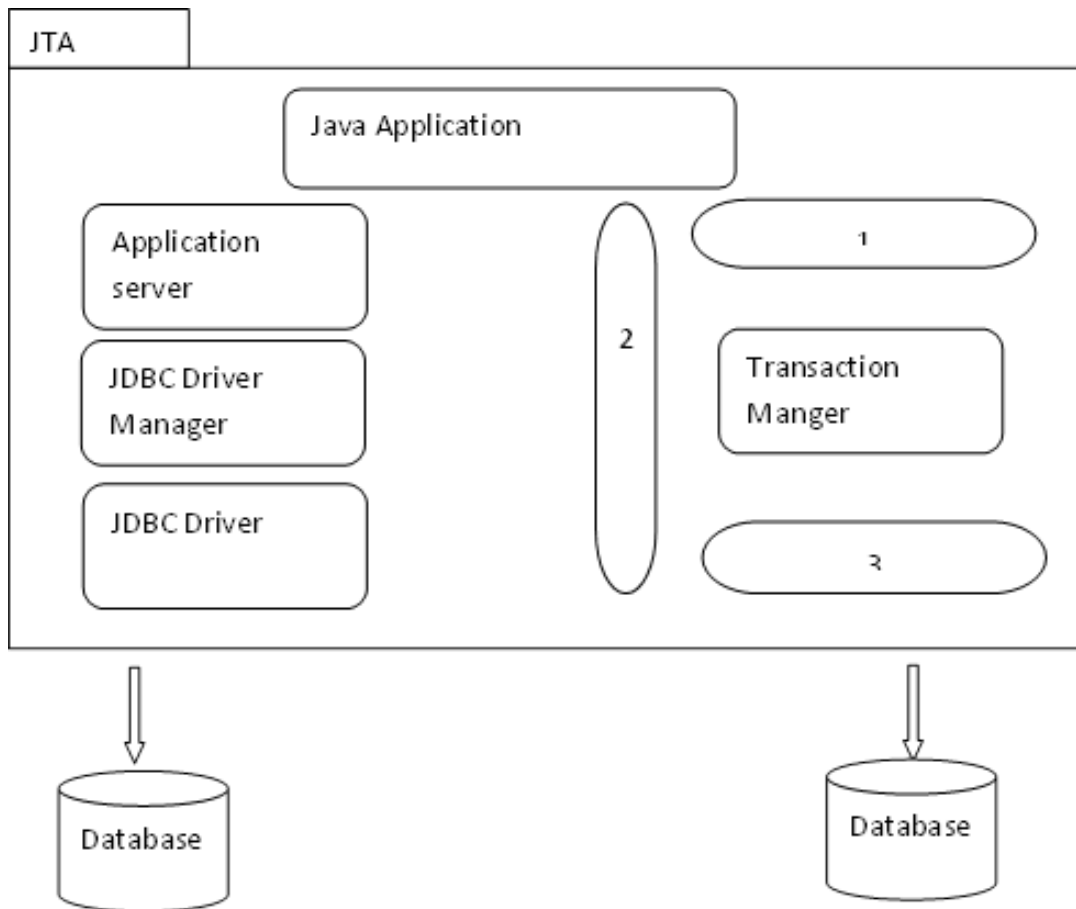 JTA
Java Application
Application
server
1
2
JDBC Driver
Manager
Transaction
Manger
JDBC Driver
3
Database
Database